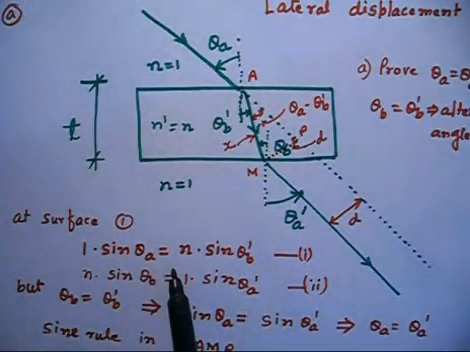 ⓐ
Lateral displacement
θa
n=1
A
a) Prove θa = θ
θa - θb'
θb'
θb = θb' ⇒ alter
angle
t
n' = n
x
θb
P
d
M
n=1
θa'
d
at surface ①
1 · sin θa = n · sin θb' —(i)
n · sin θb = 1 · sin θa' —(ii)
but θb = θb' ⇒ sin θa = sin θa' ⇒ θa = θa'
Sine rule in AMP